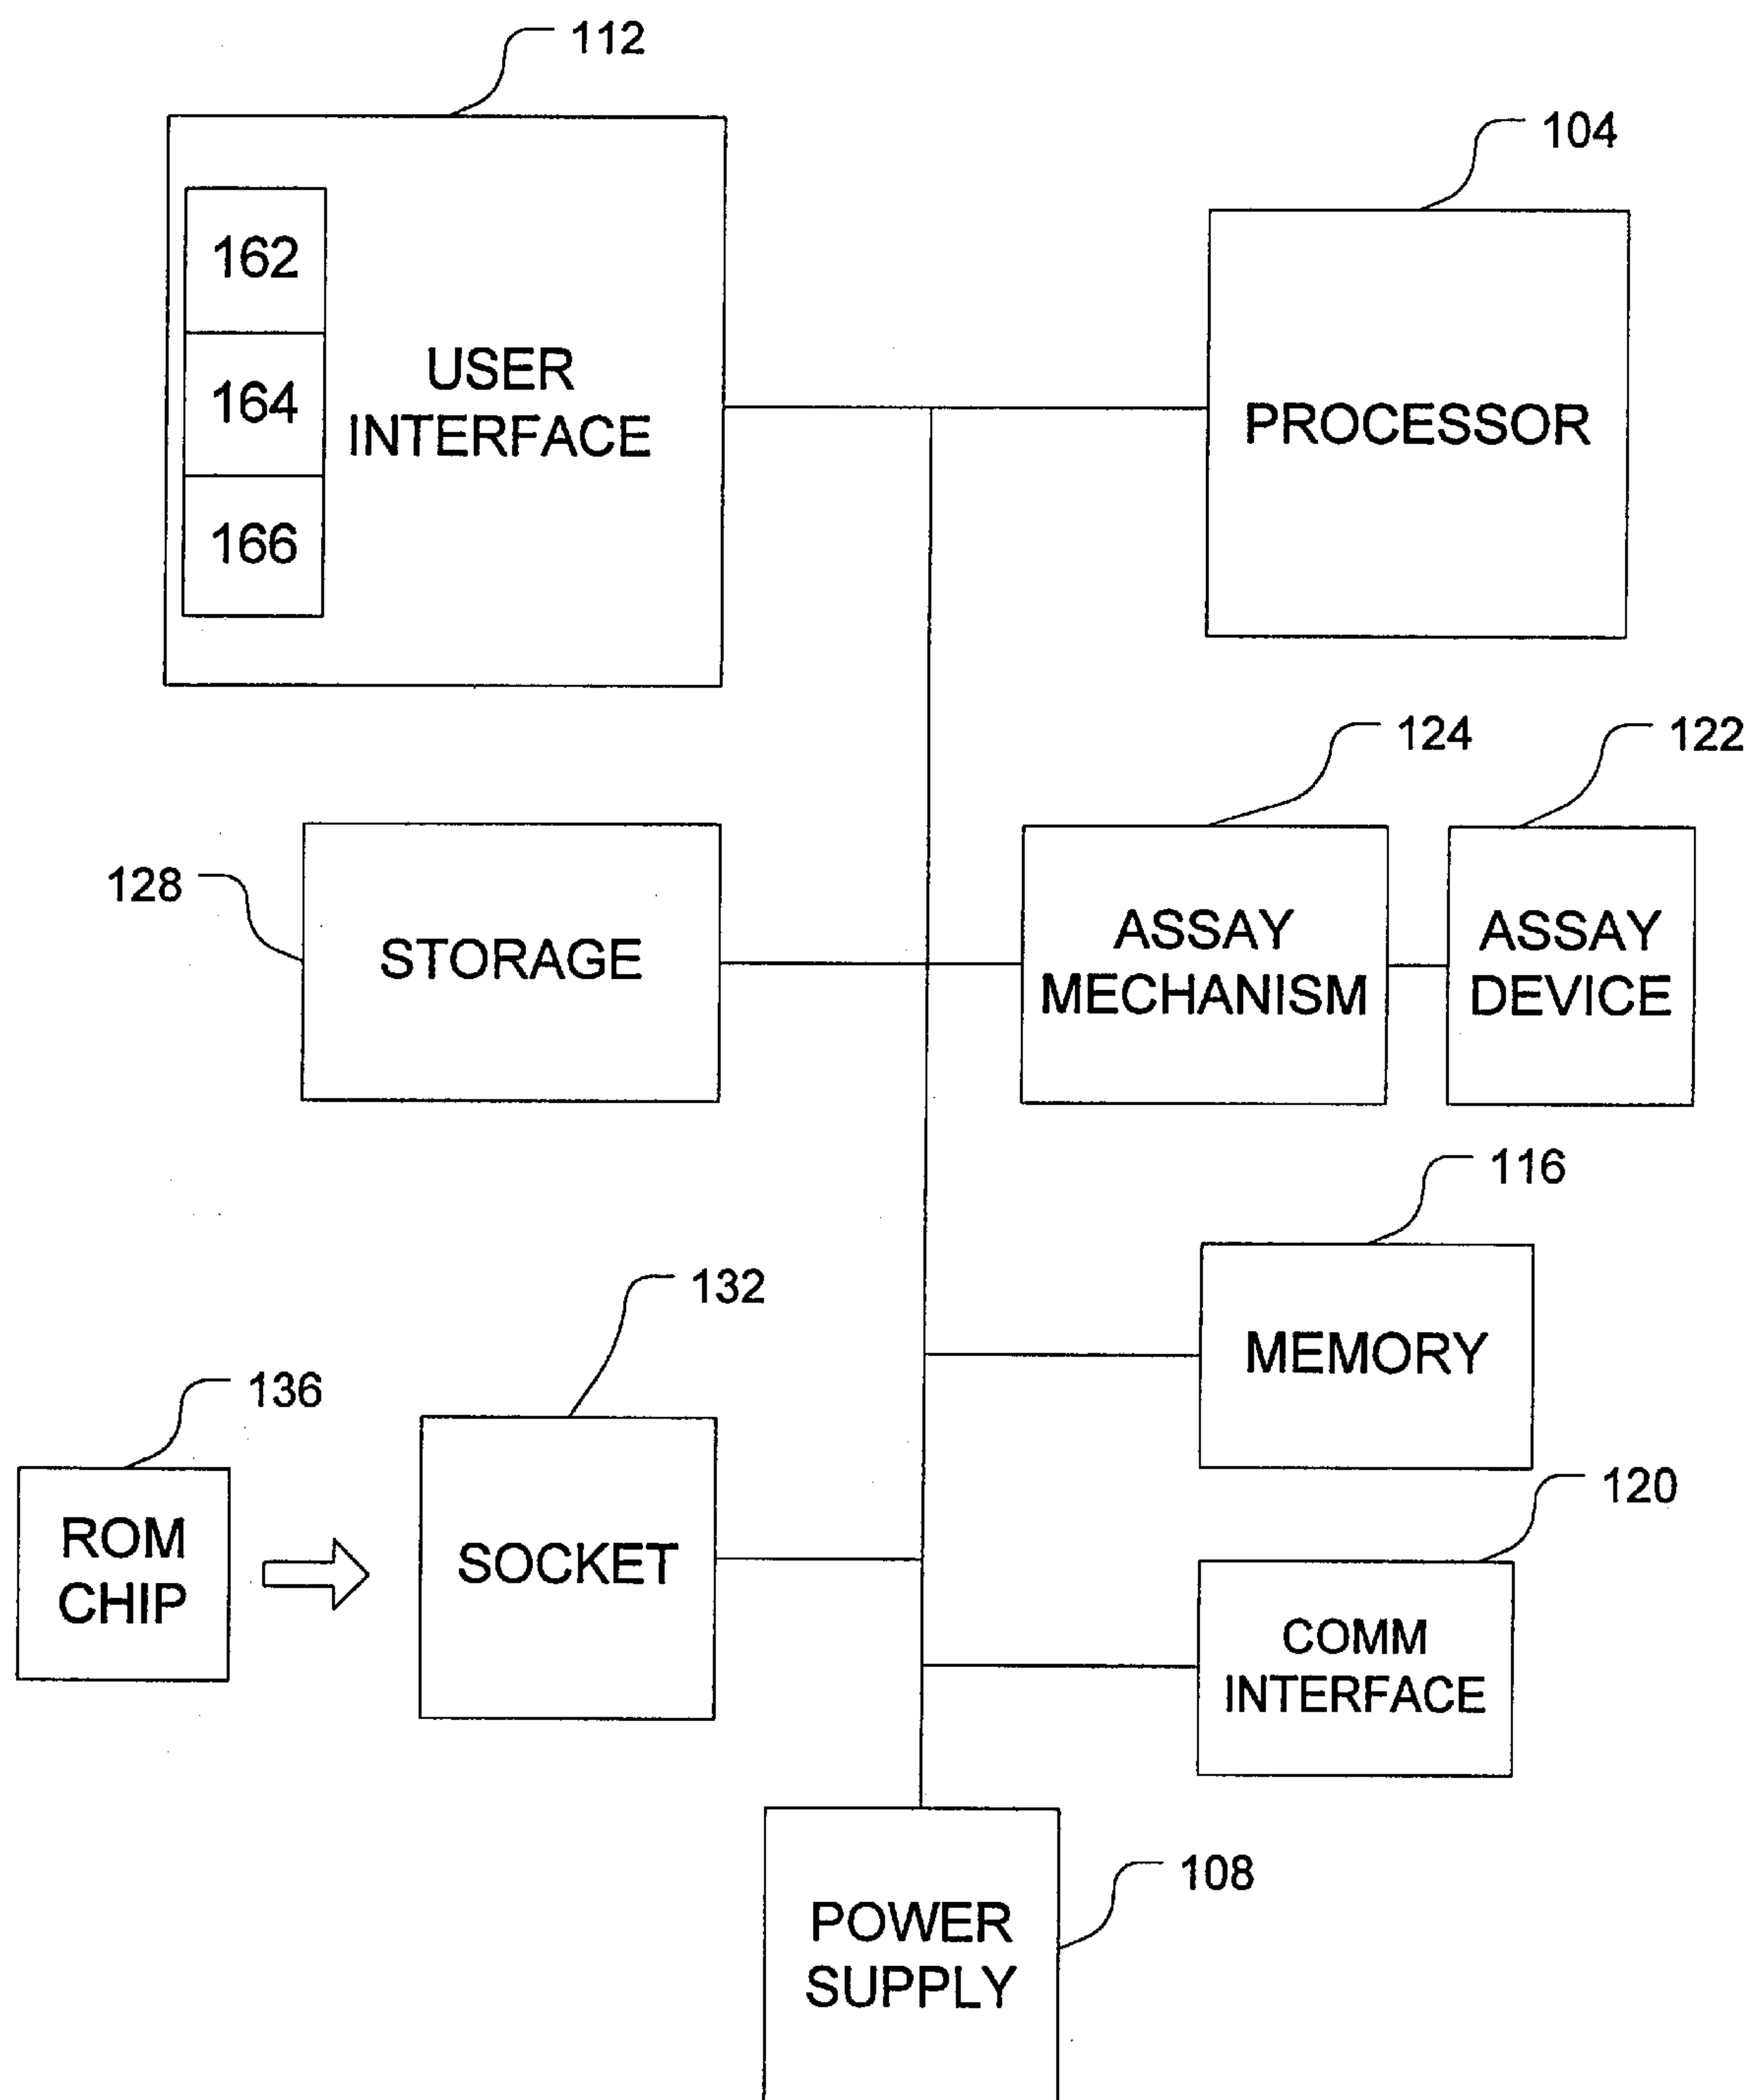 112
104
162
164
166
USER
INTERFACE
PROCESSOR
124
122
128
STORAGE
ASSAY
MECHANISM
ASSAY
DEVICE
116
132
MEMORY
136
120
ROM
CHIP
SOCKET
COMM
INTERFACE
108
POWER
SUPPLY